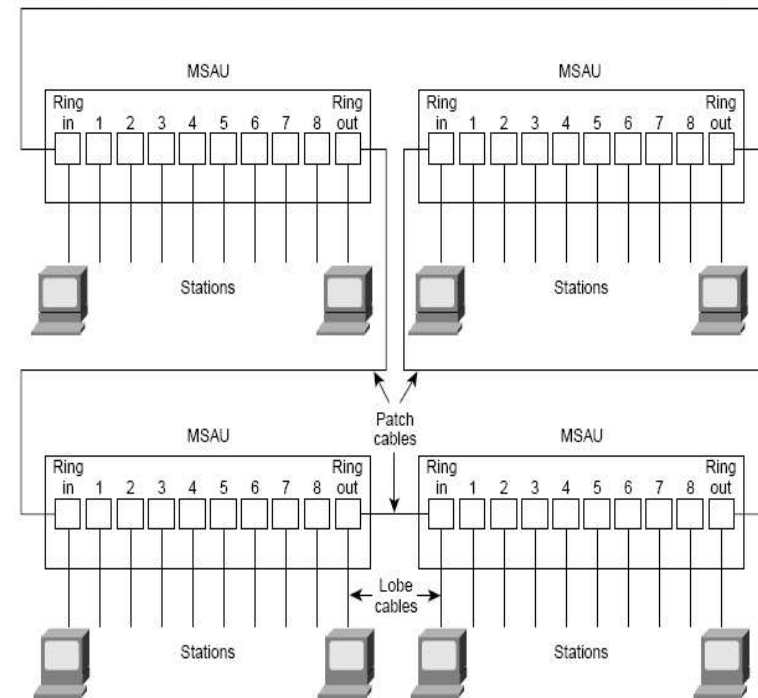 MSAU
Ring in 1 2 3 4 5 6 7 8 Ring out
Stations
MSAU
Ring in 1 2 3 4 5 6 7 8 Ring out
Stations
Patch
cables
MSAU
Ring in 1 2 3 4 5 6 7 8 Ring out
Stations
Lobe
cables
MSAU
Ring in 1 2 3 4 5 6 7 8 Ring out
Stations